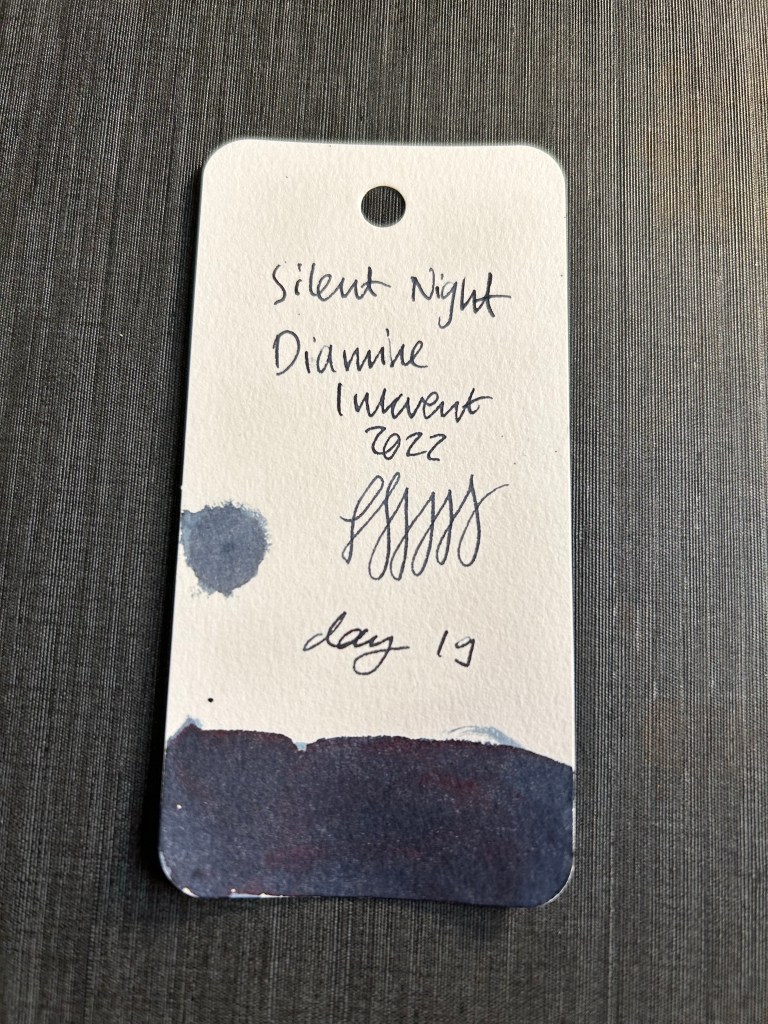 Silent Night
Diamine
Inkvent
2022
day 19